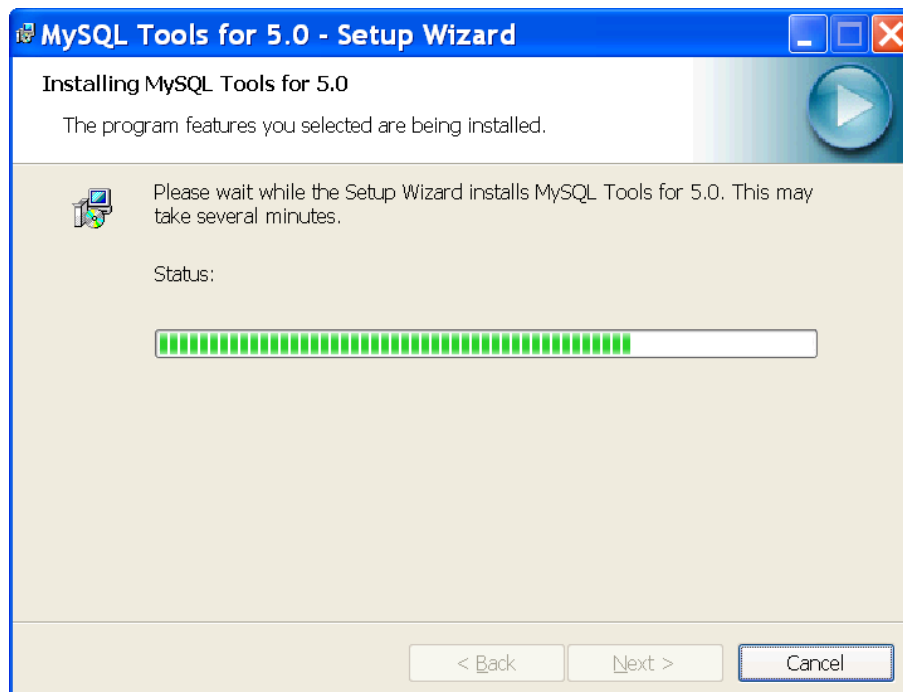 MySQL Tools for 5.0 - Setup Wizard
Installing MySQL Tools for 5.0
The program features you selected are being installed.
Please wait while the Setup Wizard installs MySQL Tools for 5.0. This may
take several minutes.
Status:
< Back Next > Cancel